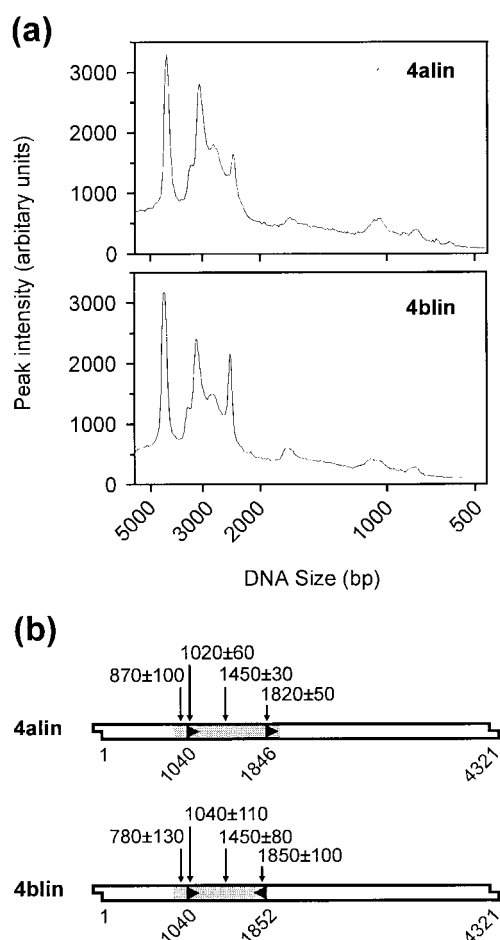 (a)
4alin
3000
2000
1000
0
4blin
3000
2000
1000
0
Peak intensity (arbitary units)
5000 3000 2000 1000 500
DNA Size (bp)
(b)
1020±60
870±100 1450±30
1820±50
4alin
1 1040 1846 4321
1040±110
780±130 1450±80
1850±100
4blin
1 1040 1852 4321